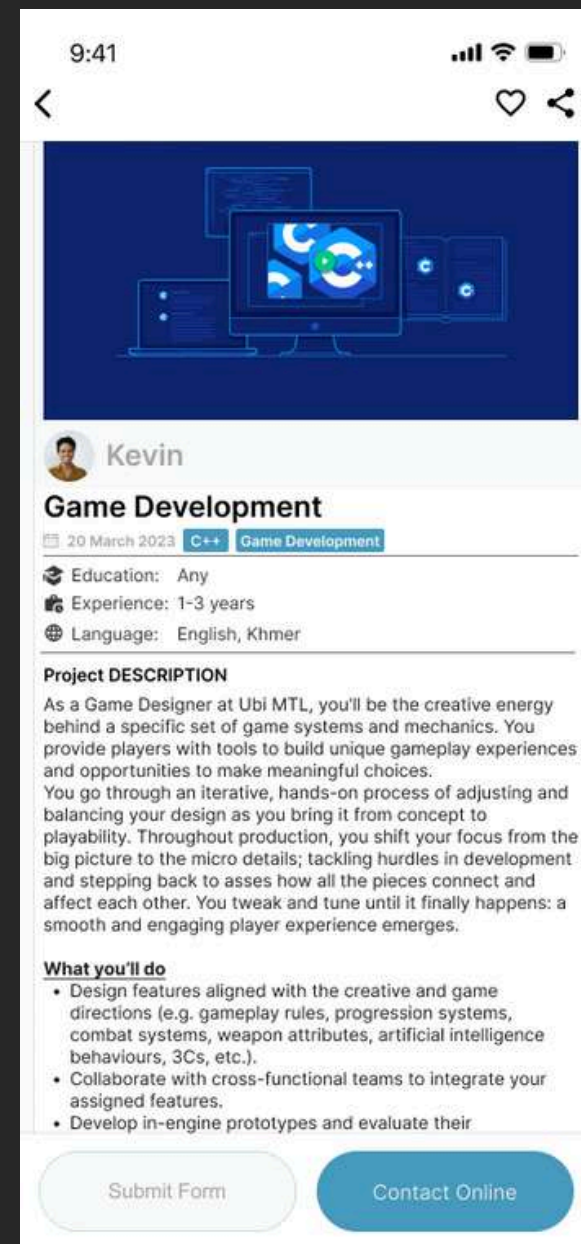 9:41
C++
C
C
Kevin
Game Development
20 March 2023 C++ Game Development
Education: Any
Experience: 1-3 years
Language: English, Khmer
Project DESCRIPTION
As a Game Designer at Ubi MTL, you'll be the creative energy
behind a specific set of game systems and mechanics. You
provide players with tools to build unique gameplay experiences
and opportunities to make meaningful choices.
You go through an iterative, hands-on process of adjusting and
balancing your design as you bring it from concept to
playability. Throughout production, you shift your focus from the
big picture to the micro details; tackling hurdles in development
and stepping back to asses how all the pieces connect and
affect each other. You tweak and tune until it finally happens: a
smooth and engaging player experience emerges.
What you'll do
• Design features aligned with the creative and game
directions (e.g. gameplay rules, progression systems,
combat systems, weapon attributes, artificial intelligence
behaviours, 3Cs, etc.).
• Collaborate with cross-functional teams to integrate your
assigned features.
• Develop in-engine prototypes and evaluate their
Submit Form Contact Online